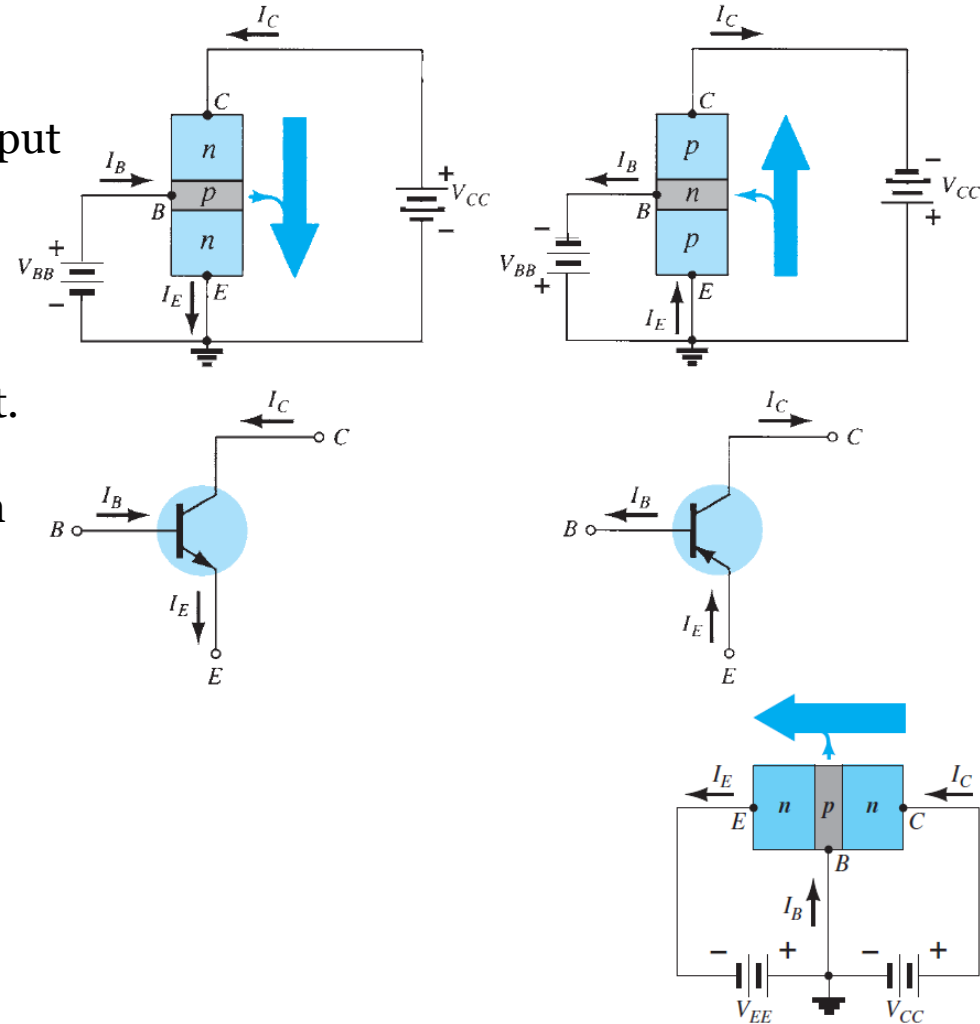 I_C
I_C
C
C
put
n
p
I_B
I_B
p
n
+
V_CC
-
-
V_CC
+
B
B
n
p
+
V_BB
-
-
V_BB
+
I_E
E
E
I_E
t.
I_C
C
I_C
C
n
I_B
B
I_B
B
I_E
I_E
E
E
I_E
n
p
n
I_C
E
C
B
I_B
-
+
-
+
V_EE
V_CC